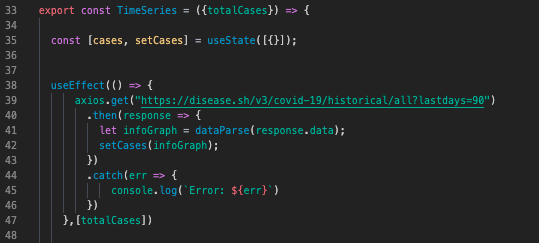 33 export const TimeSeries = ({totalCases}) => {
34
35 const [cases, setCases] = useState([{}]);
36
37
38 useEffect(() => {
39 axios.get("https://disease.sh/v3/covid-19/historical/all?lastdays=90")
40 .then(response => {
41 let infoGraph = dataParse(response.data);
42 setCases(infoGraph);
43 })
44 .catch(err => {
45 console.log(`Error: ${err}`)
46 })
47 },[totalCases])
48